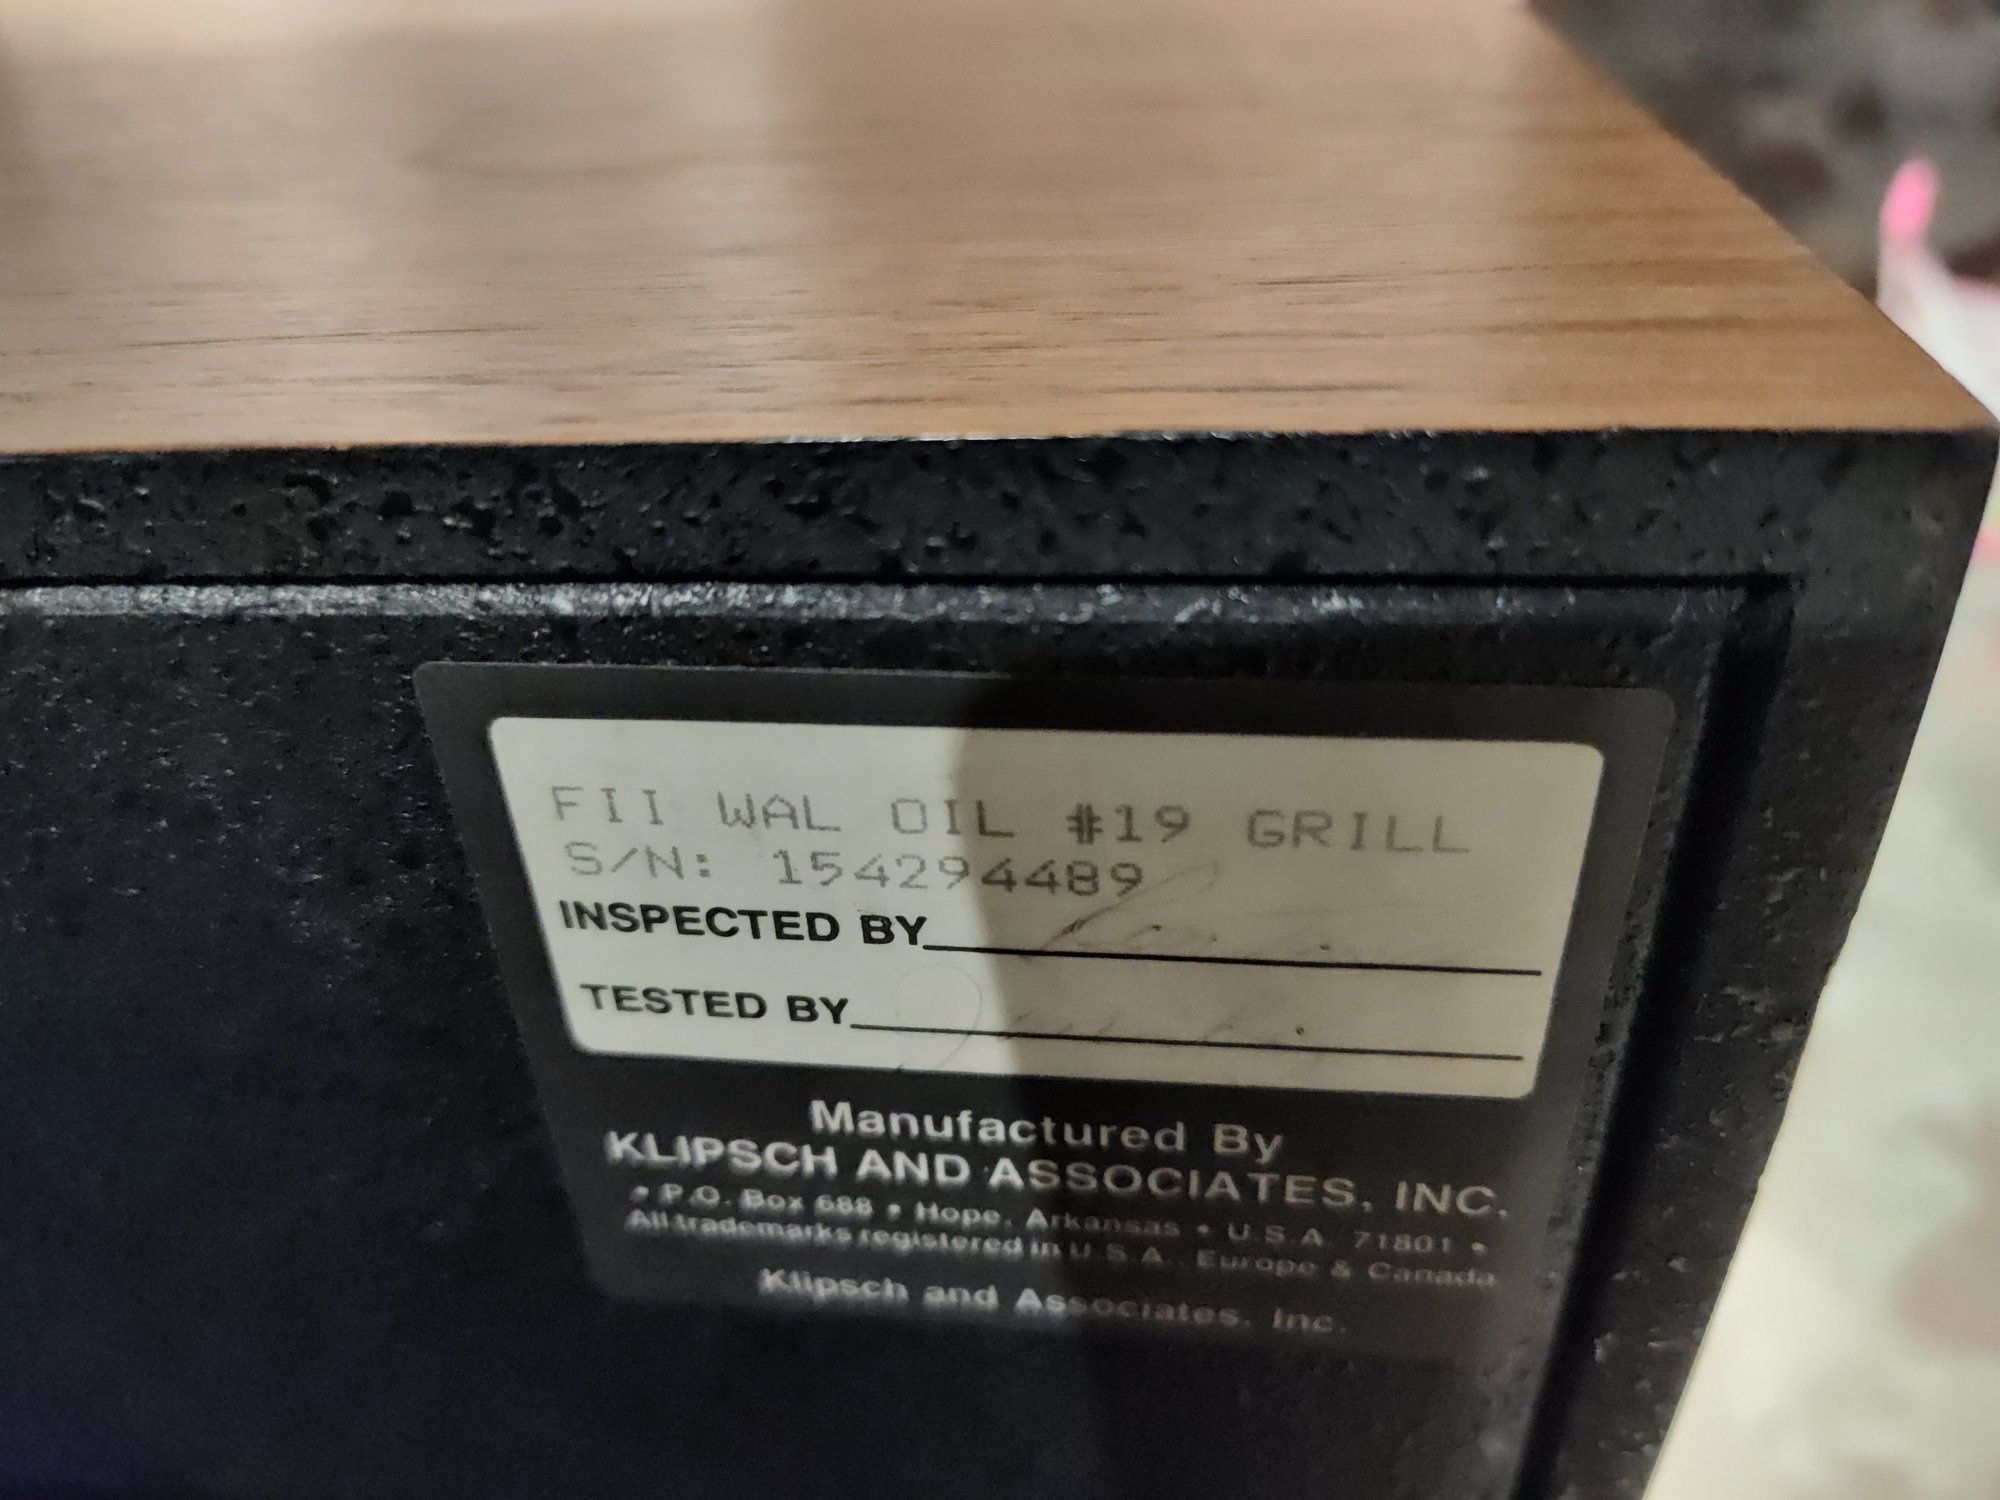 FII WAL OIL #19 GRILL
S/N: 154294489
INSPECTED BY
TESTED BY
Manufactured By
KLIPSCH AND ASSOCIATES, INC.
• P.O. Box 688 • Hope, Arkansas • U.S.A. 71801 •
All trademarks registered in U.S.A., Europe & Canada
Klipsch and Associates, Inc.